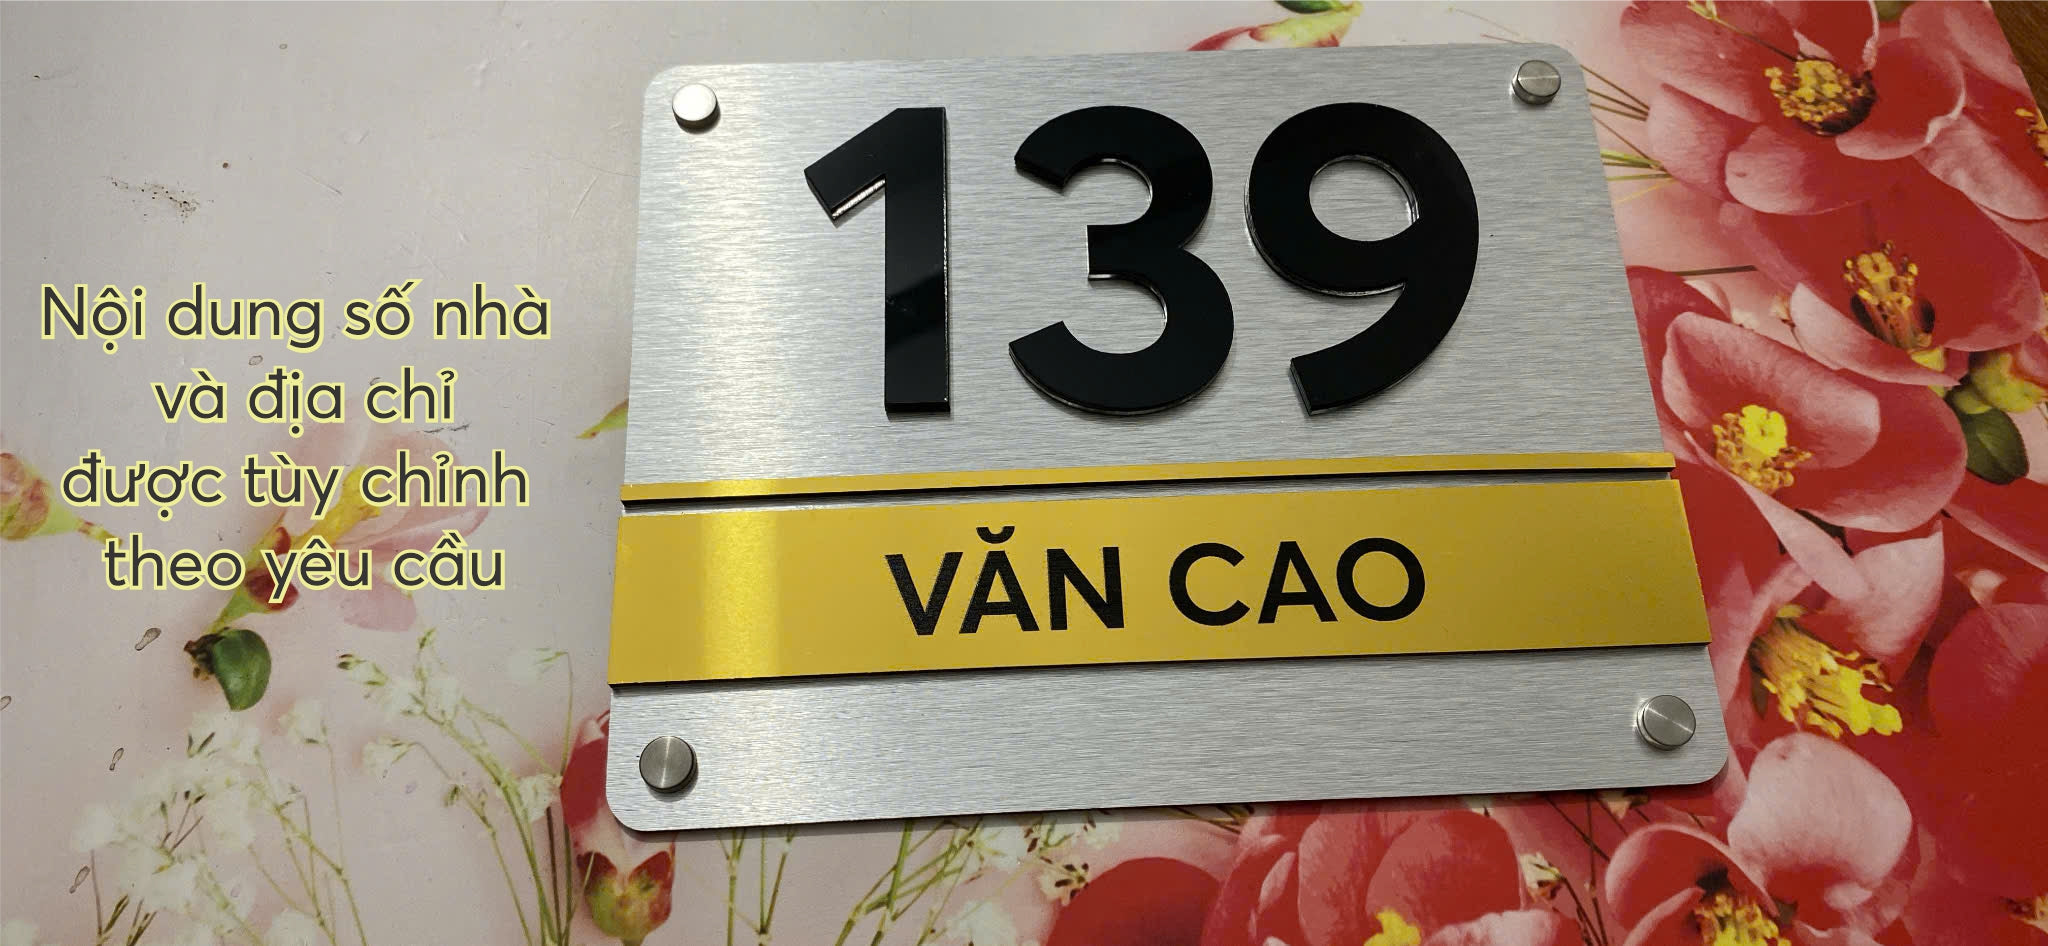 Nội dung số nhà
và địa chỉ
được tùy chỉnh
theo yêu cầu
139
VĂN CAO